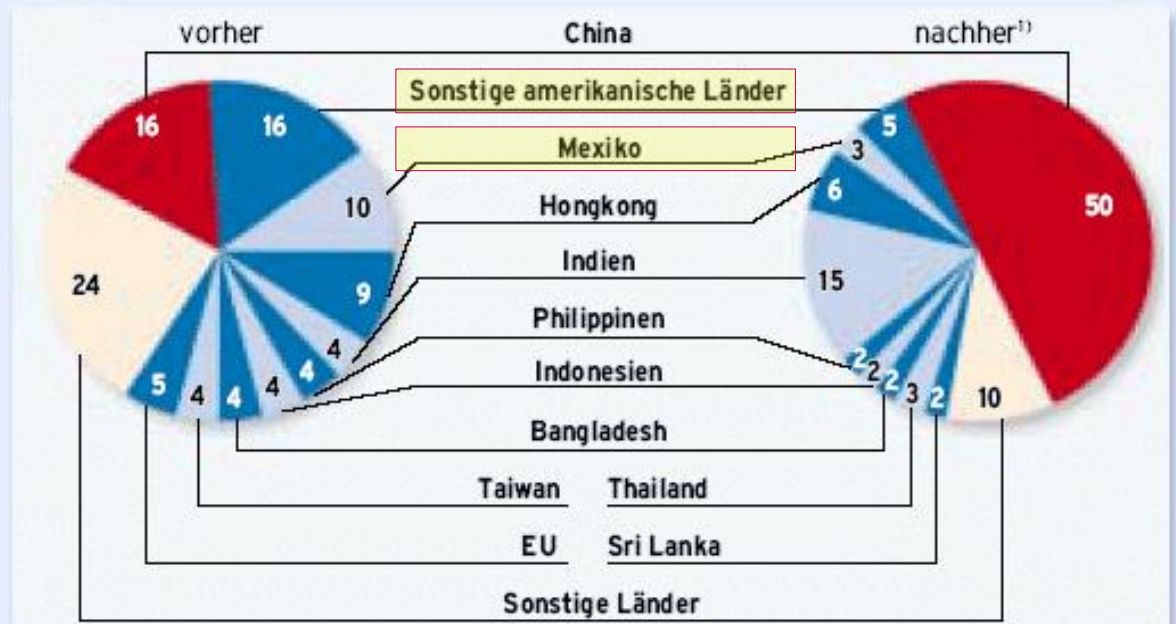 vorher China nachher¹⁾
Sonstige amerikanische Länder
16 16 5
Mexiko
3
10 Hongkong 6 50
Indien
24 9 15
Philippinen
4
4 2
Indonesien 2
5 4 4 4 2 3 2 10
Bangladesh
Taiwan Thailand
EU Sri Lanka
Sonstige Länder